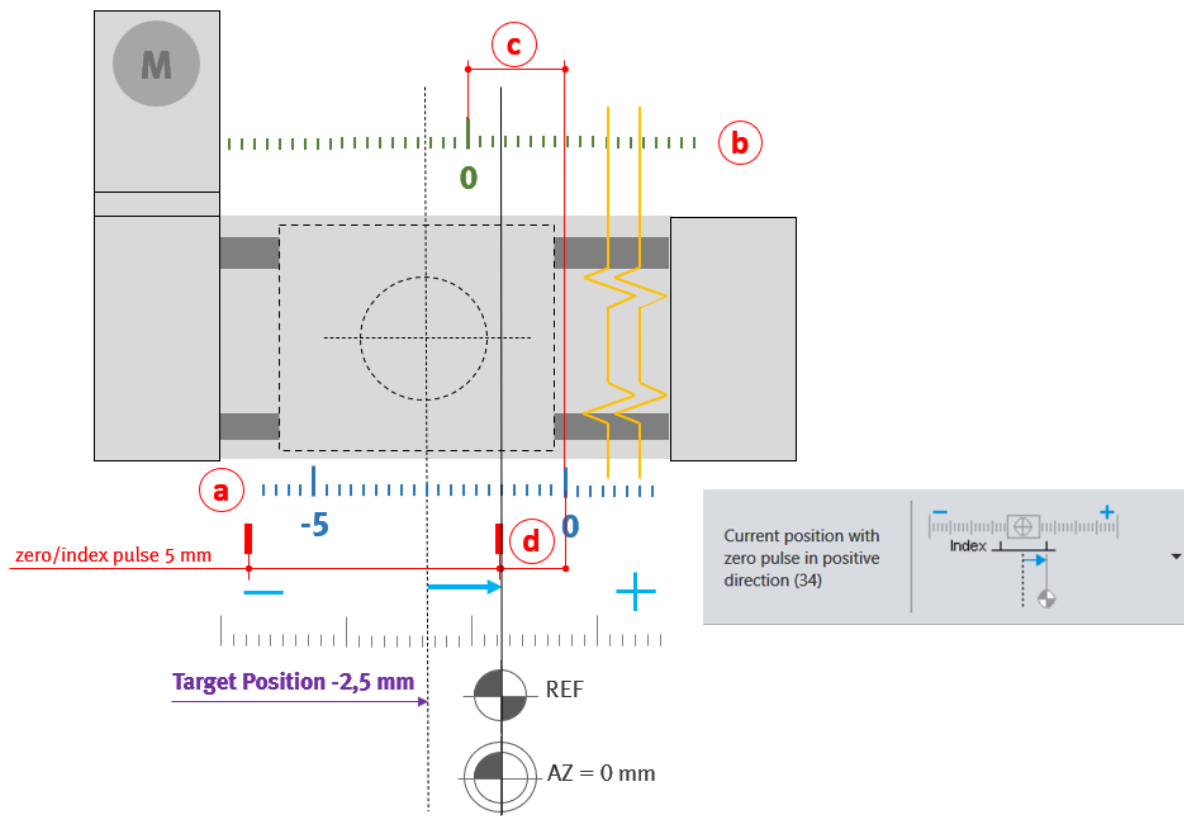 M
c
b
0
a
-5
0
d
zero/index pulse 5 mm
—
+
Target Position -2,5 mm
REF
AZ = 0 mm
Current position with
zero pulse in positive
direction (34)
–
+
Index